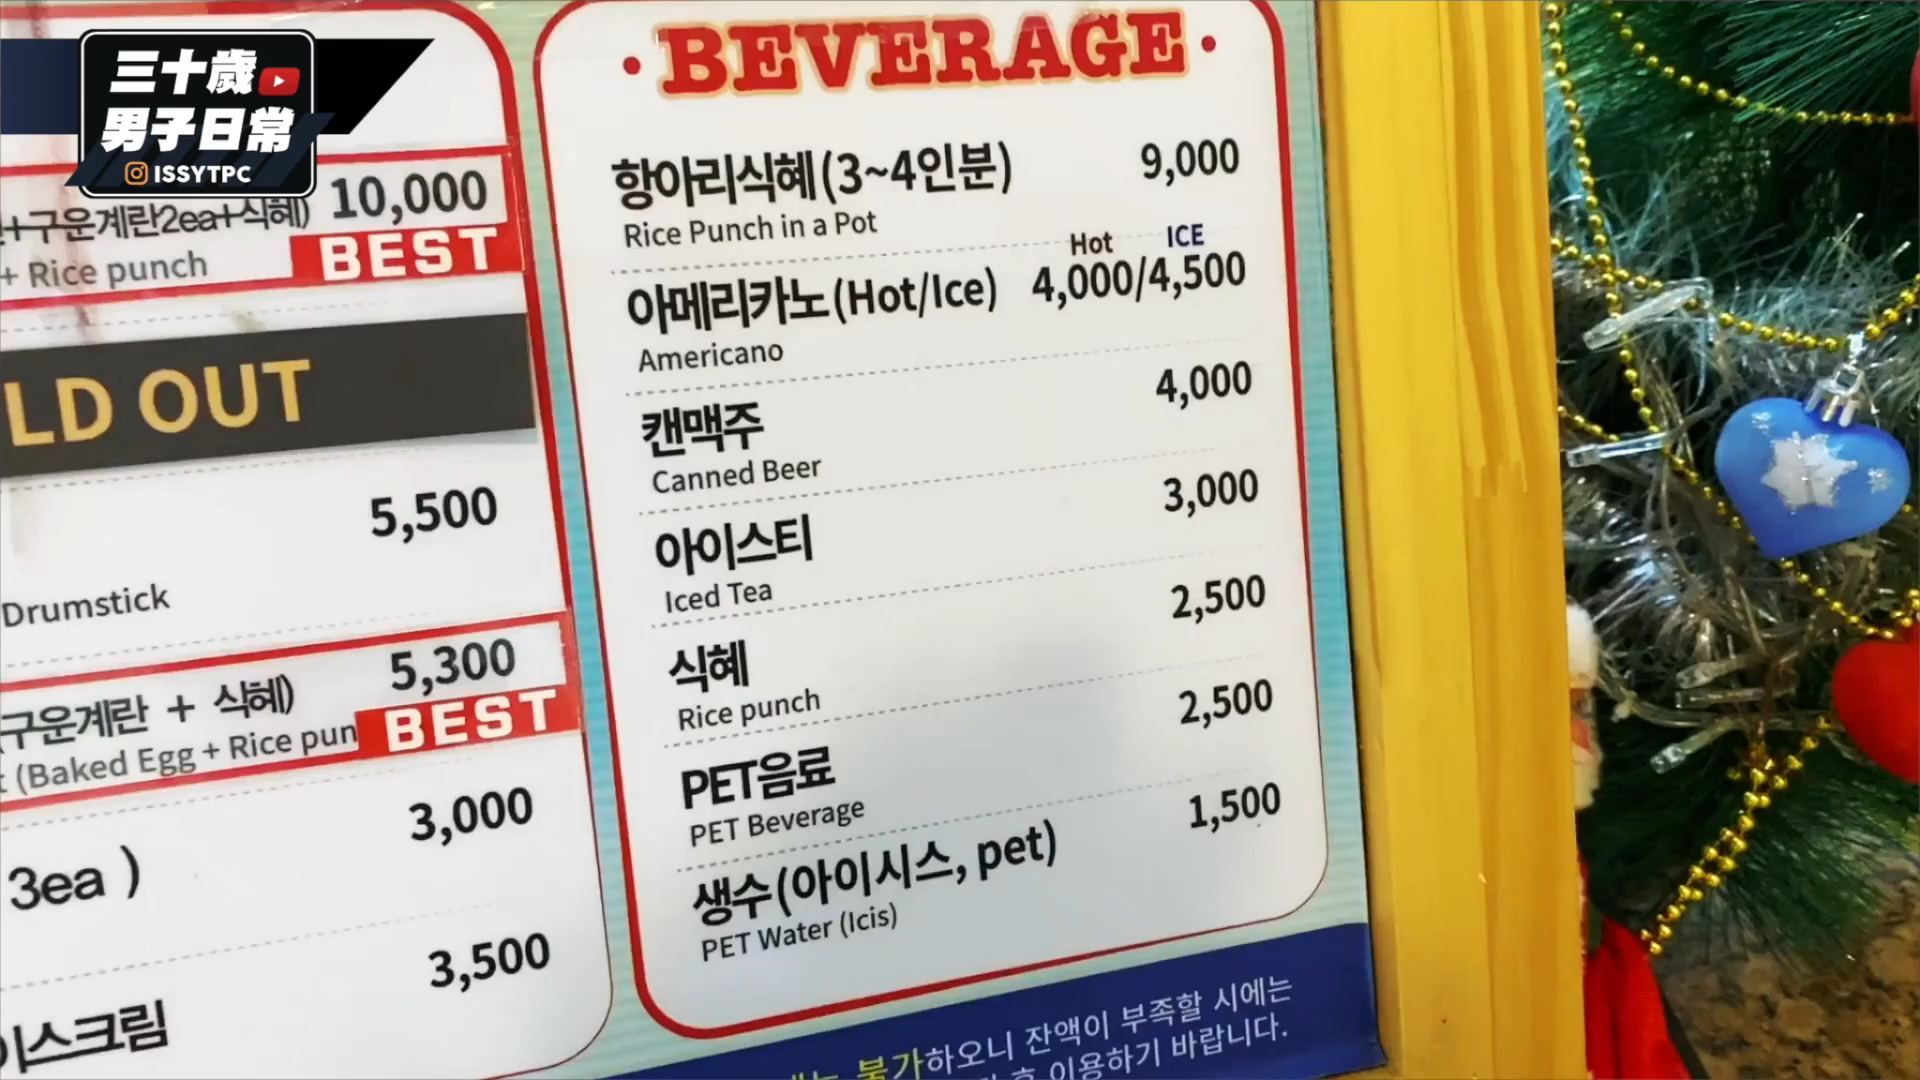 三十歲
男子日常
ISSYTPC
+구운계란2ea+식혜) 10,000
+ Rice punch BEST
LD OUT
5,500
Drumstick
구운계란 + 식혜) 5,300
(Baked Egg + Rice pun BEST
3,000
3ea )
3,500
이스크림
• BEVERAGE •
항아리식혜(3~4인분) 9,000
Rice Punch in a Pot
Hot ICE
아메리카노(Hot/Ice) 4,000/4,500
Americano
4,000
캔맥주
Canned Beer
3,000
아이스티
Iced Tea
2,500
식혜
Rice punch
2,500
PET음료
PET Beverage
1,500
생수(아이시스, pet)
PET Water (Icis)
불가하오니 잔액이 부족할 시에는
후 이용하기 바랍니다.